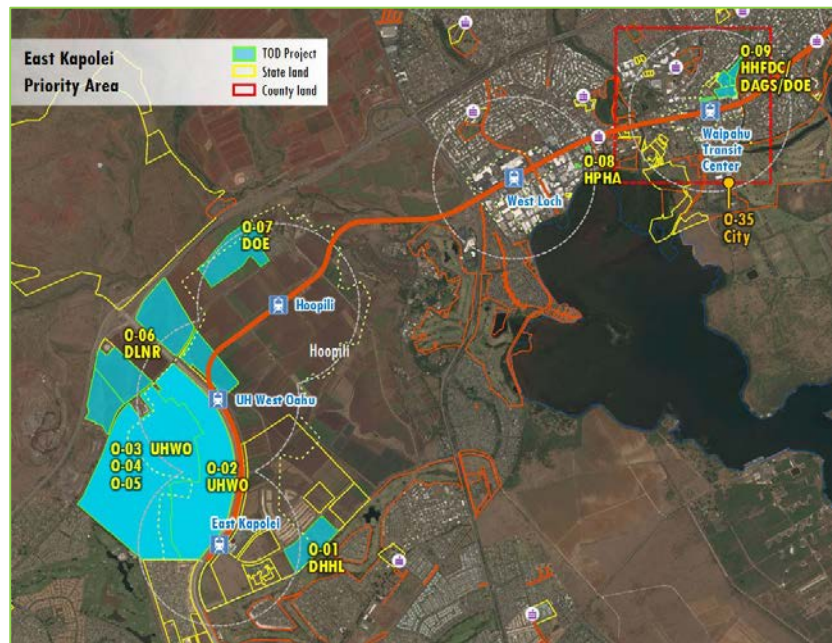 East Kapolei
Priority Area
TOD Project
State land
County land
O-09
HHFDC/
DAGS/DOE
Waipahu
Transit
Center
O-08
HPHA
West Loch
O-35
City
O-07
DOE
Hoopili
Hoopili
O-06
DLNR
UH West Oahu
O-03 UHWO
O-04
O-05
O-02
UHWO
East Kapolei
O-01
DHHL